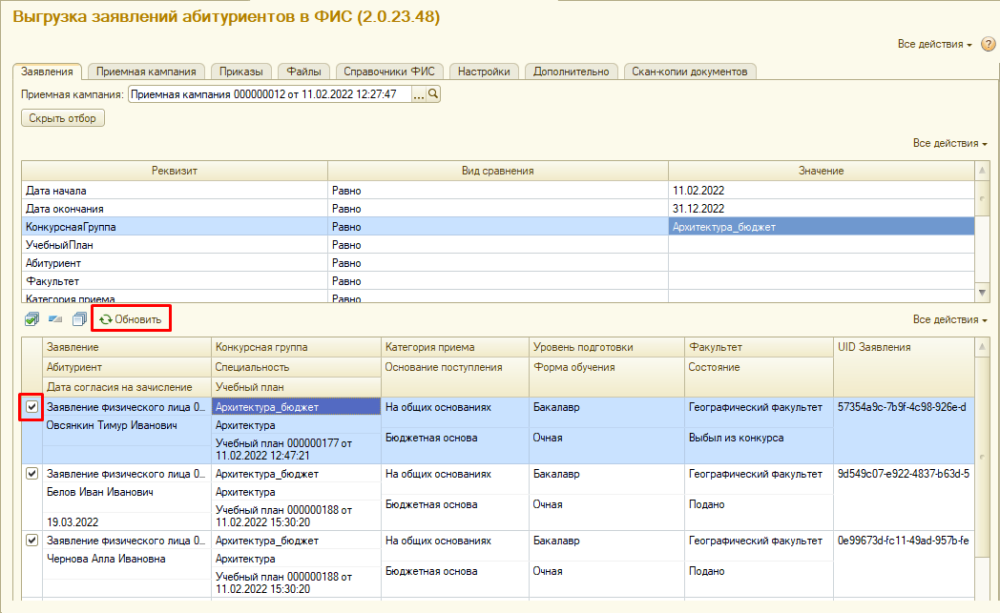 Выгрузка заявлений абитуриентов в ФИС (2.0.23.48)
Все действия
Заявления Приемная кампания Приказы Файлы Справочники ФИС Настройки Дополнительно Скан-копии документов
Приемная кампания: Приемная кампания 000000012 от 11.02.2022 12:27:47 ...
Скрыть отбор
Все действия
Реквизит Вид сравнения Значение
Дата начала Равно 11.02.2022
Дата окончания Равно 31.12.2022
КонкурснаяГруппа Равно Архитектура_бюджет
УчебныйПлан Равно
Абитуриент Равно
Факультет Равно
Категория приема Равно
Обновить Все действия
Заявление Конкурсная группа Категория приема Уровень подготовки Факультет UID Заявления
Абитуриент Специальность Основание поступления Форма обучения Состояние
Дата согласия на зачисление Учебный план
Заявление физического лица 0... Архитектура_бюджет На общих основаниях Бакалавр Географический факультет 57354a9c-7b9f-4c98-926e-d
Овсянкин Тимур Иванович Архитектура
Бюджетная основа Очная Выбыл из конкурса
Учебный план 000000177 от
11.02.2022 12:47:21
Заявление физического лица 0... Архитектура_бюджет На общих основаниях Бакалавр Географический факультет 9d549c07-e922-4837-b63d-5
Белов Иван Иванович Архитектура
Бюджетная основа Очная Подано
Учебный план 000000188 от
19.03.2022 11.02.2022 15:30:20
Заявление физического лица 0... Архитектура_бюджет На общих основаниях Бакалавр Географический факультет 0e99673d-fc11-49ad-957b-fe
Чернова Алла Ивановна Архитектура
Бюджетная основа Очная Подано
Учебный план 000000188 от
11.02.2022 15:30:20